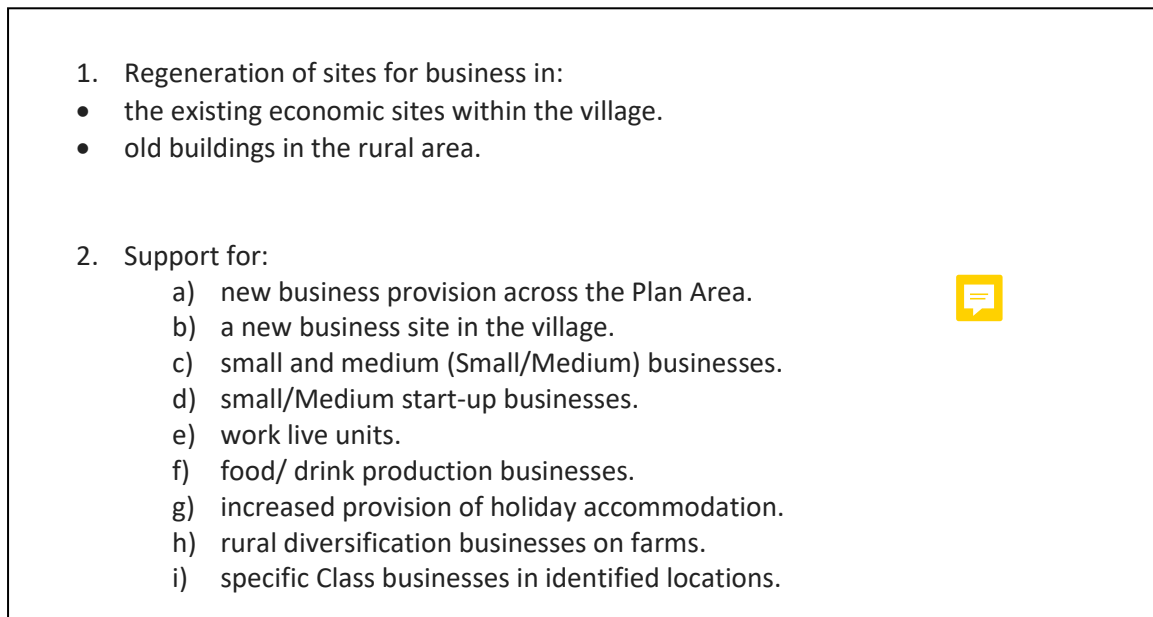 1. Regeneration of sites for business in:
• the existing economic sites within the village.
• old buildings in the rural area.
2. Support for:
a) new business provision across the Plan Area.
b) a new business site in the village.
c) small and medium (Small/Medium) businesses.
d) small/Medium start-up businesses.
e) work live units.
f) food/ drink production businesses.
g) increased provision of holiday accommodation.
h) rural diversification businesses on farms.
i) specific Class businesses in identified locations.